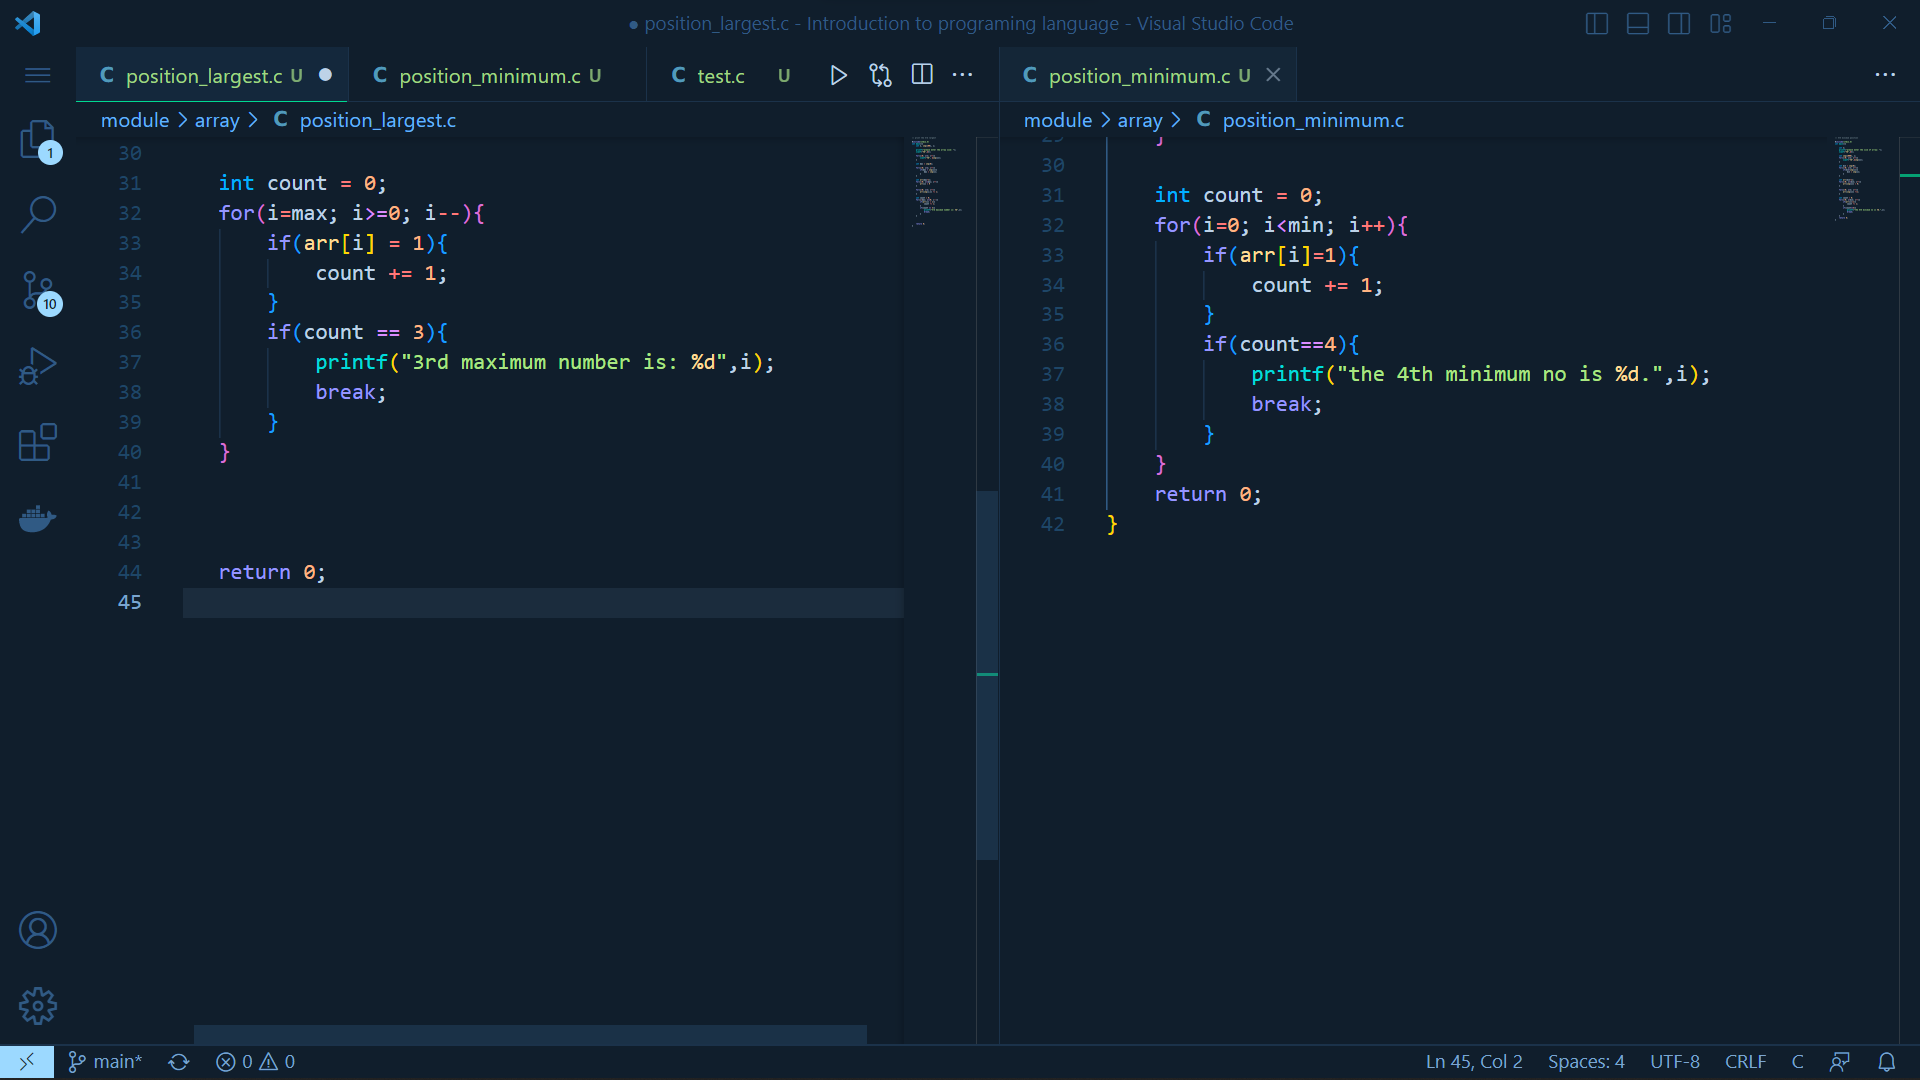 ● position_largest.c - Introduction to programing language - Visual Studio Code
C position_largest.c U ●
C position_minimum.c U
C test.c U
C position_minimum.c U
module > array > C position_largest.c
30
31 int count = 0;
32 for(i=max; i>=0; i--){
33 if(arr[i] = 1){
34 count += 1;
35 }
36 if(count == 3){
37 printf("3rd maximum number is: %d",i);
38 break;
39 }
40 }
41
42
43
44 return 0;
45
module > array > C position_minimum.c
29 }
30
31 int count = 0;
32 for(i=0; i<min; i++){
33 if(arr[i]=1){
34 count += 1;
35 }
36 if(count==4){
37 printf("the 4th minimum no is %d.",i);
38 break;
39 }
40 }
41 return 0;
42 }
1
10
main* 0 0
Ln 45, Col 2 Spaces: 4 UTF-8 CRLF C